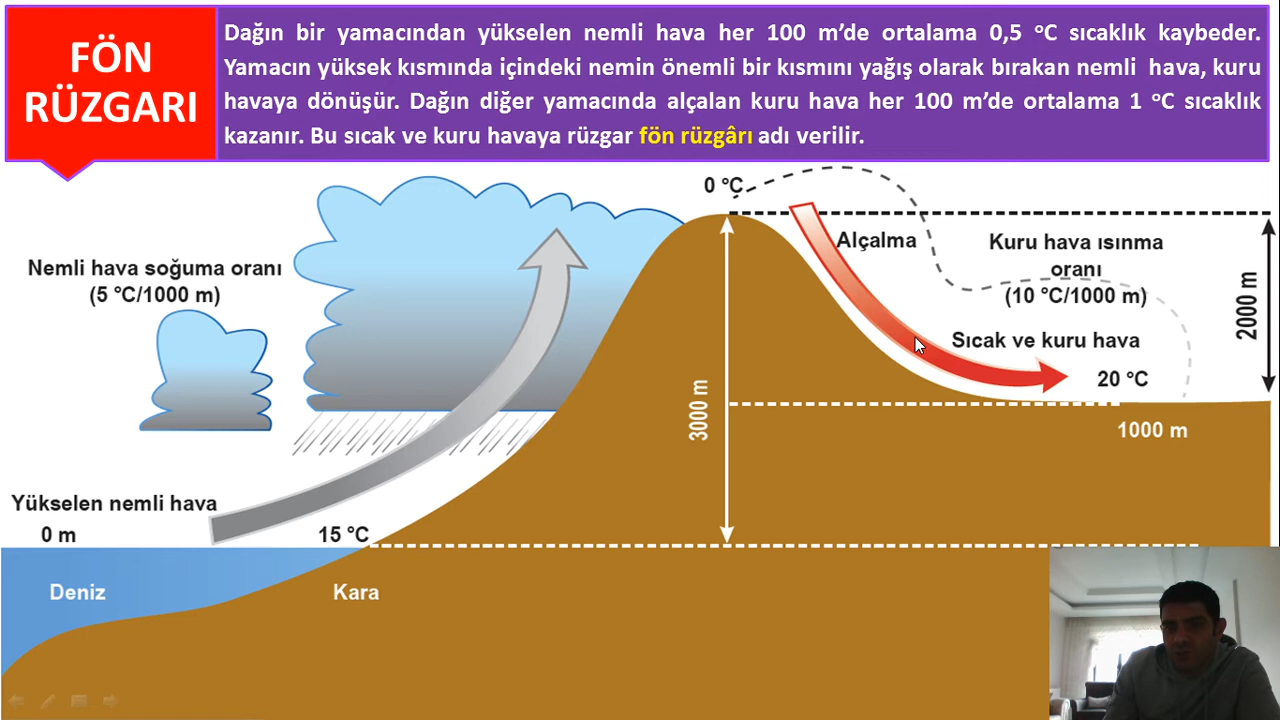 FÖN
RÜZGARI
Dağın bir yamacından yükselen nemli hava her 100 m’de ortalama 0,5 °C sıcaklık kaybeder.
Yamacın yüksek kısmında içindeki nemin önemli bir kısmını yağış olarak bırakan nemli hava, kuru
havaya dönüşür. Dağın diğer yamacında alçalan kuru hava her 100 m’de ortalama 1 °C sıcaklık
kazanır. Bu sıcak ve kuru havaya rüzgar fön rüzgârı adı verilir.
0 °C
Alçalma
Kuru hava ısınma
oranı
(10 °C/1000 m)
Nemli hava soğuma oranı
(5 °C/1000 m)
2000 m
Sıcak ve kuru hava
20 °C
3000 m
1000 m
Yükselen nemli hava
0 m
15 °C
Deniz
Kara